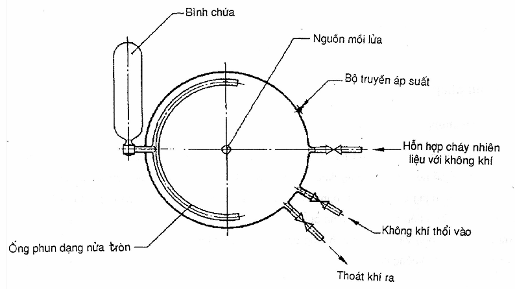 Bình chứa
Nguồn mồi lửa
Bộ truyền áp suất
Hỗn hợp cháy nhiên
liệu với không khí
Không khí thổi vào
Ống phun dạng nửa tròn
Thoát khí ra